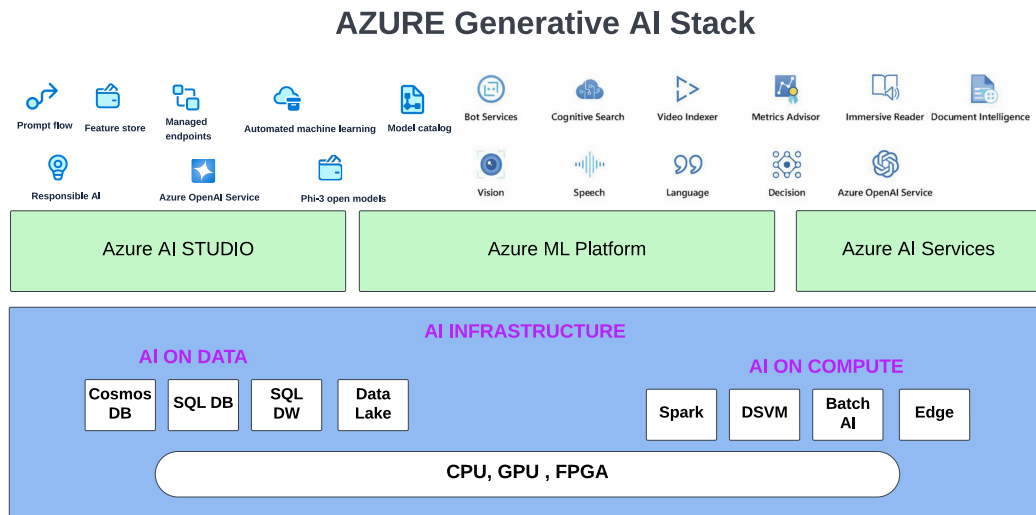 AZURE Generative AI Stack
Prompt flow
Feature store
Managed
endpoints
Automated machine learning
Model catalog
Bot Services
Cognitive Search
Video Indexer
Metrics Advisor
Immersive Reader
Document Intelligence
Responsible AI
Azure OpenAI Service
Phi-3 open models
Vision
Speech
Language
Decision
Azure OpenAI Service
Azure AI STUDIO
Azure ML Platform
Azure AI Services
AI INFRASTRUCTURE
AI ON DATA
AI ON COMPUTE
Cosmos
DB
SQL DB
SQL
DW
Data
Lake
Spark
DSVM
Batch
AI
Edge
CPU, GPU , FPGA